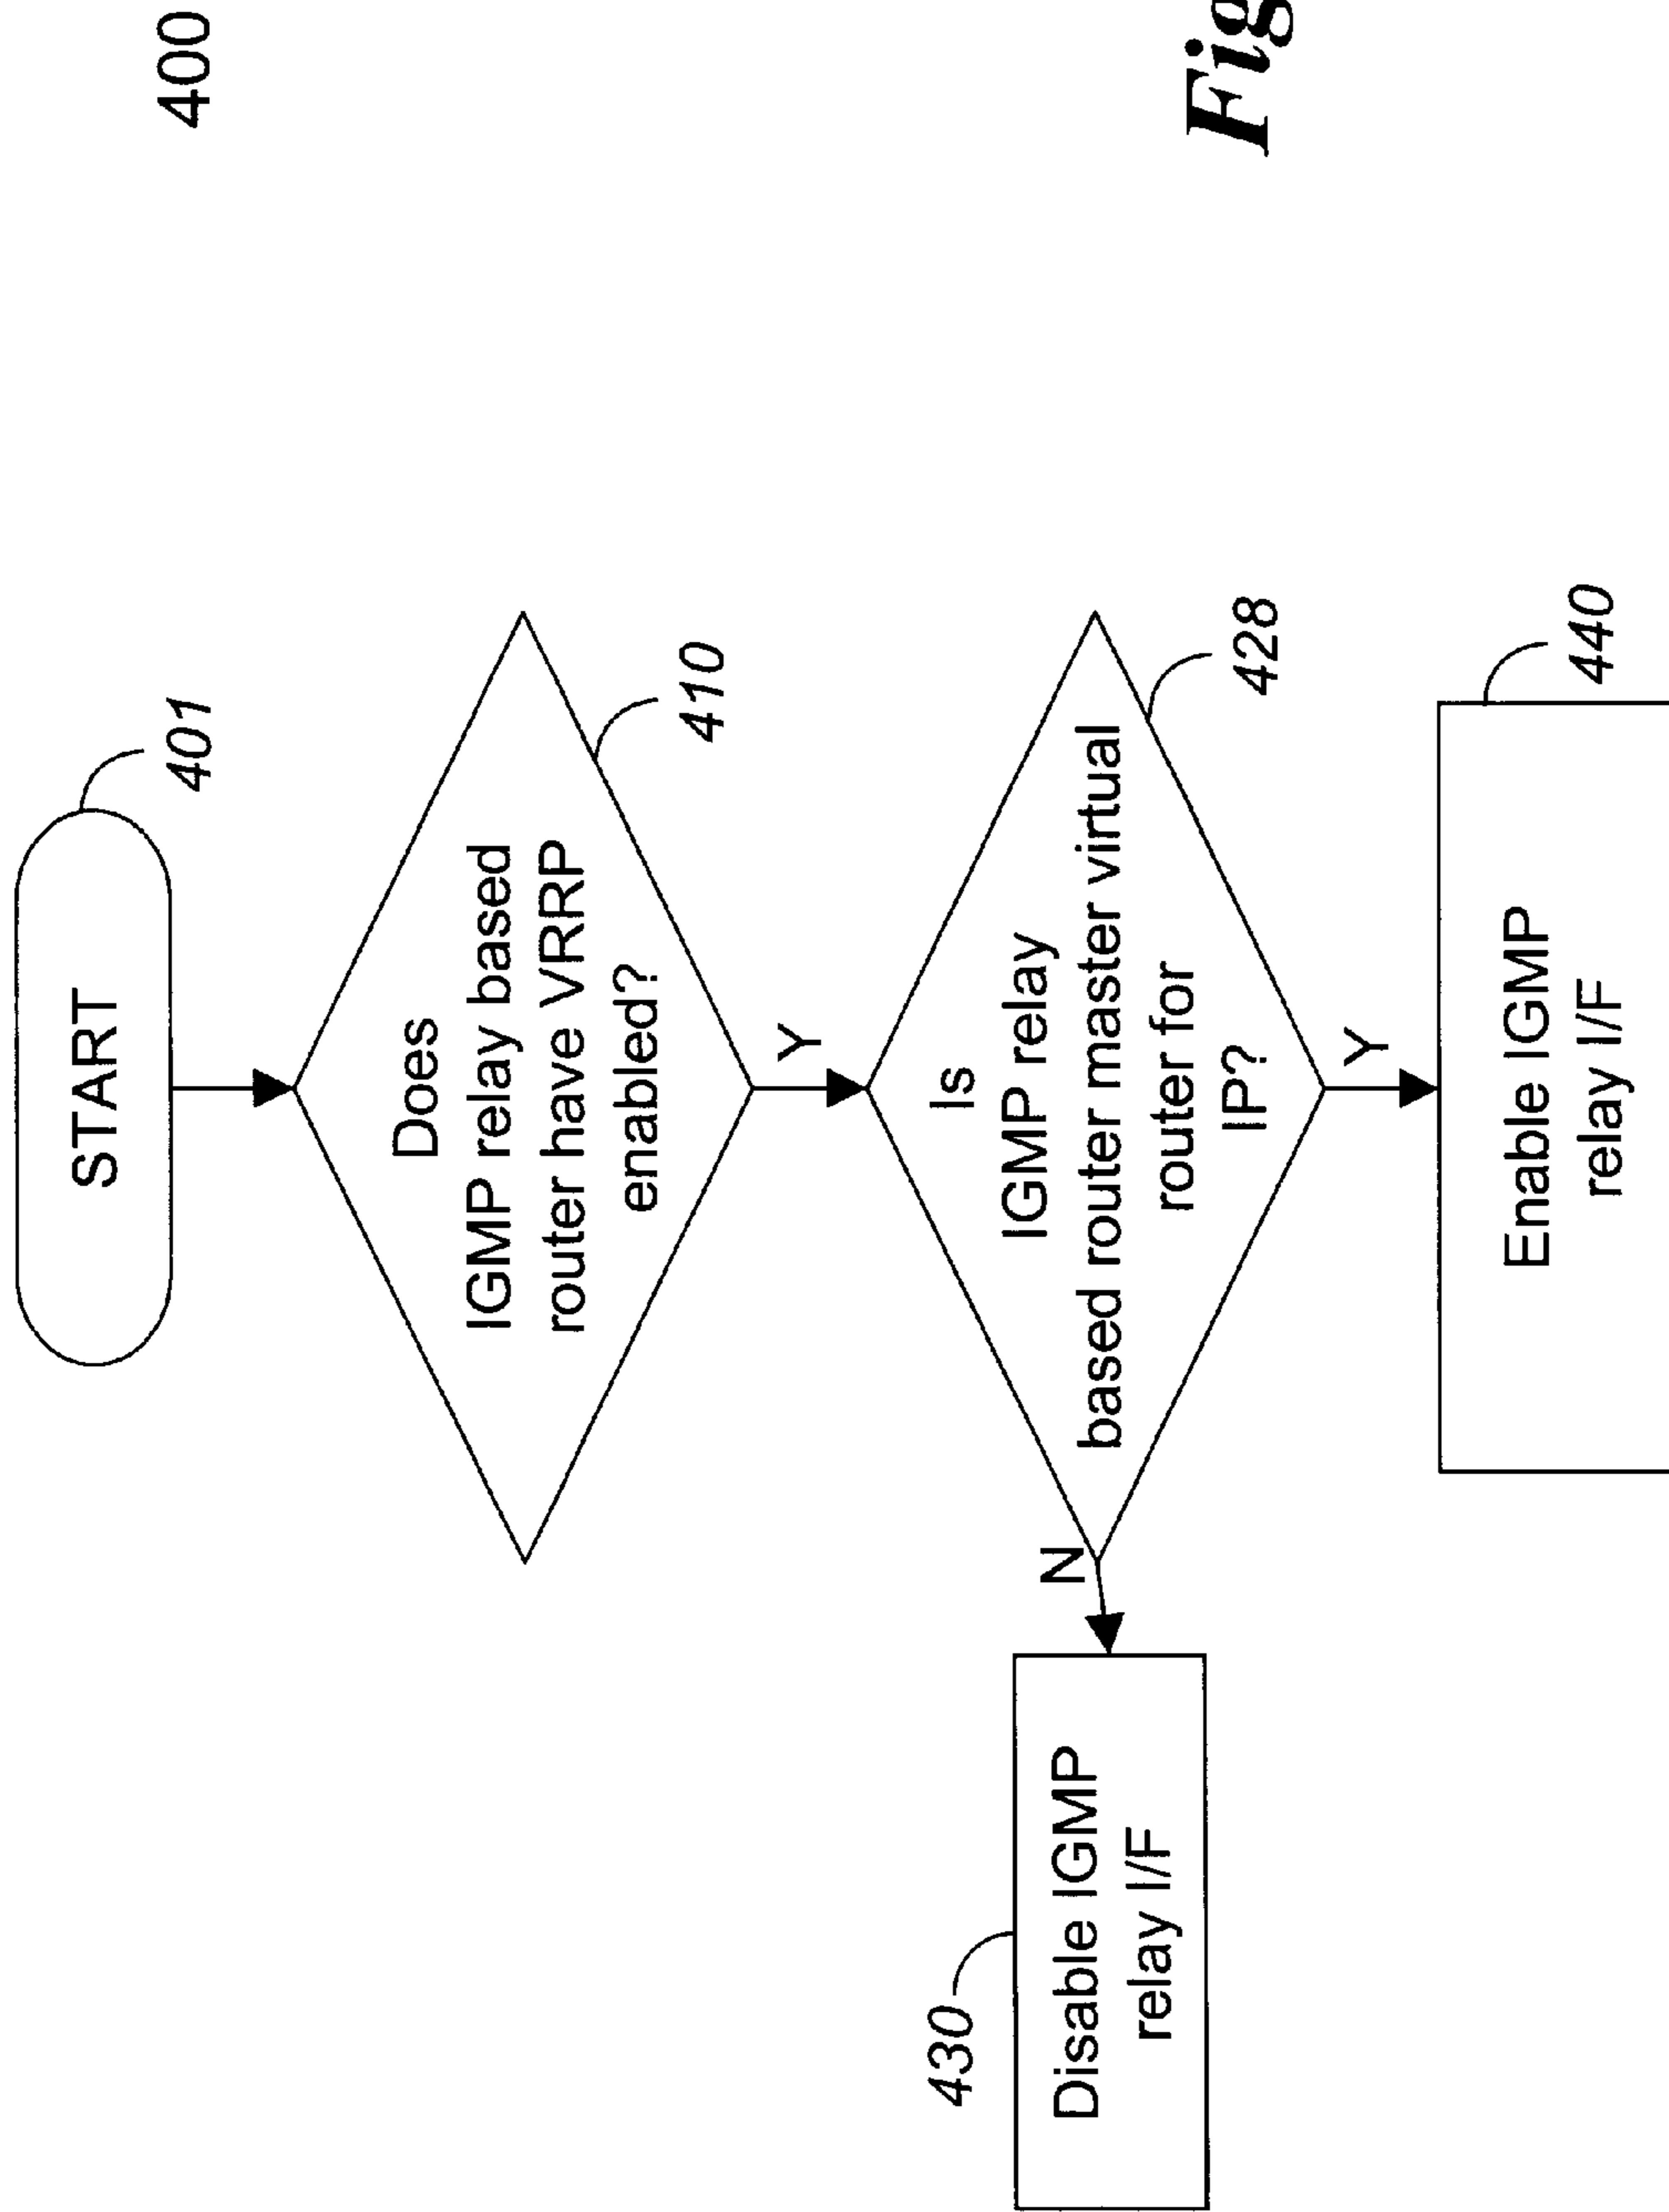 400
START
401
Does
IGMP relay based
router have VRRP
enabled?
410
Y
Is
IGMP relay
based router master virtual
router for
IP?
428
N
430
Disable IGMP
relay I/F
Y
Enable IGMP
relay I/F
440
Fig